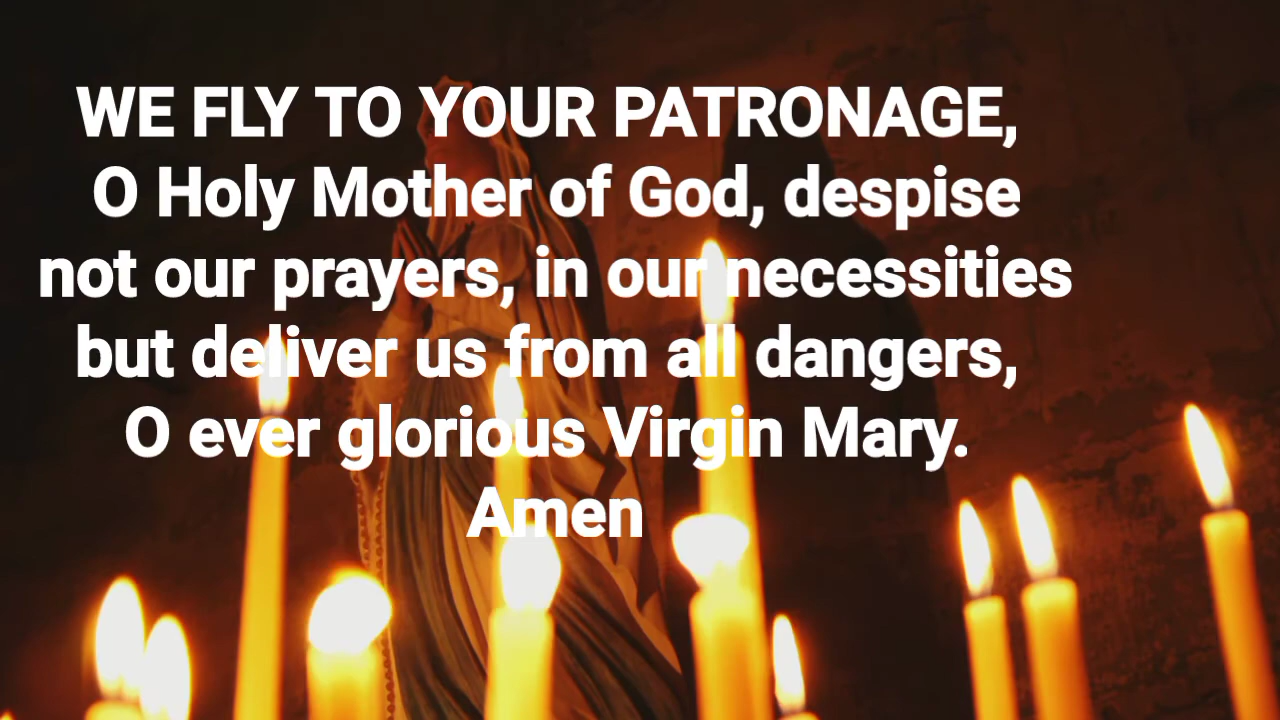 WE FLY TO YOUR PATRONAGE,
O Holy Mother of God, despise
not our prayers, in our necessities
but deliver us from all dangers,
O ever glorious Virgin Mary.
Amen